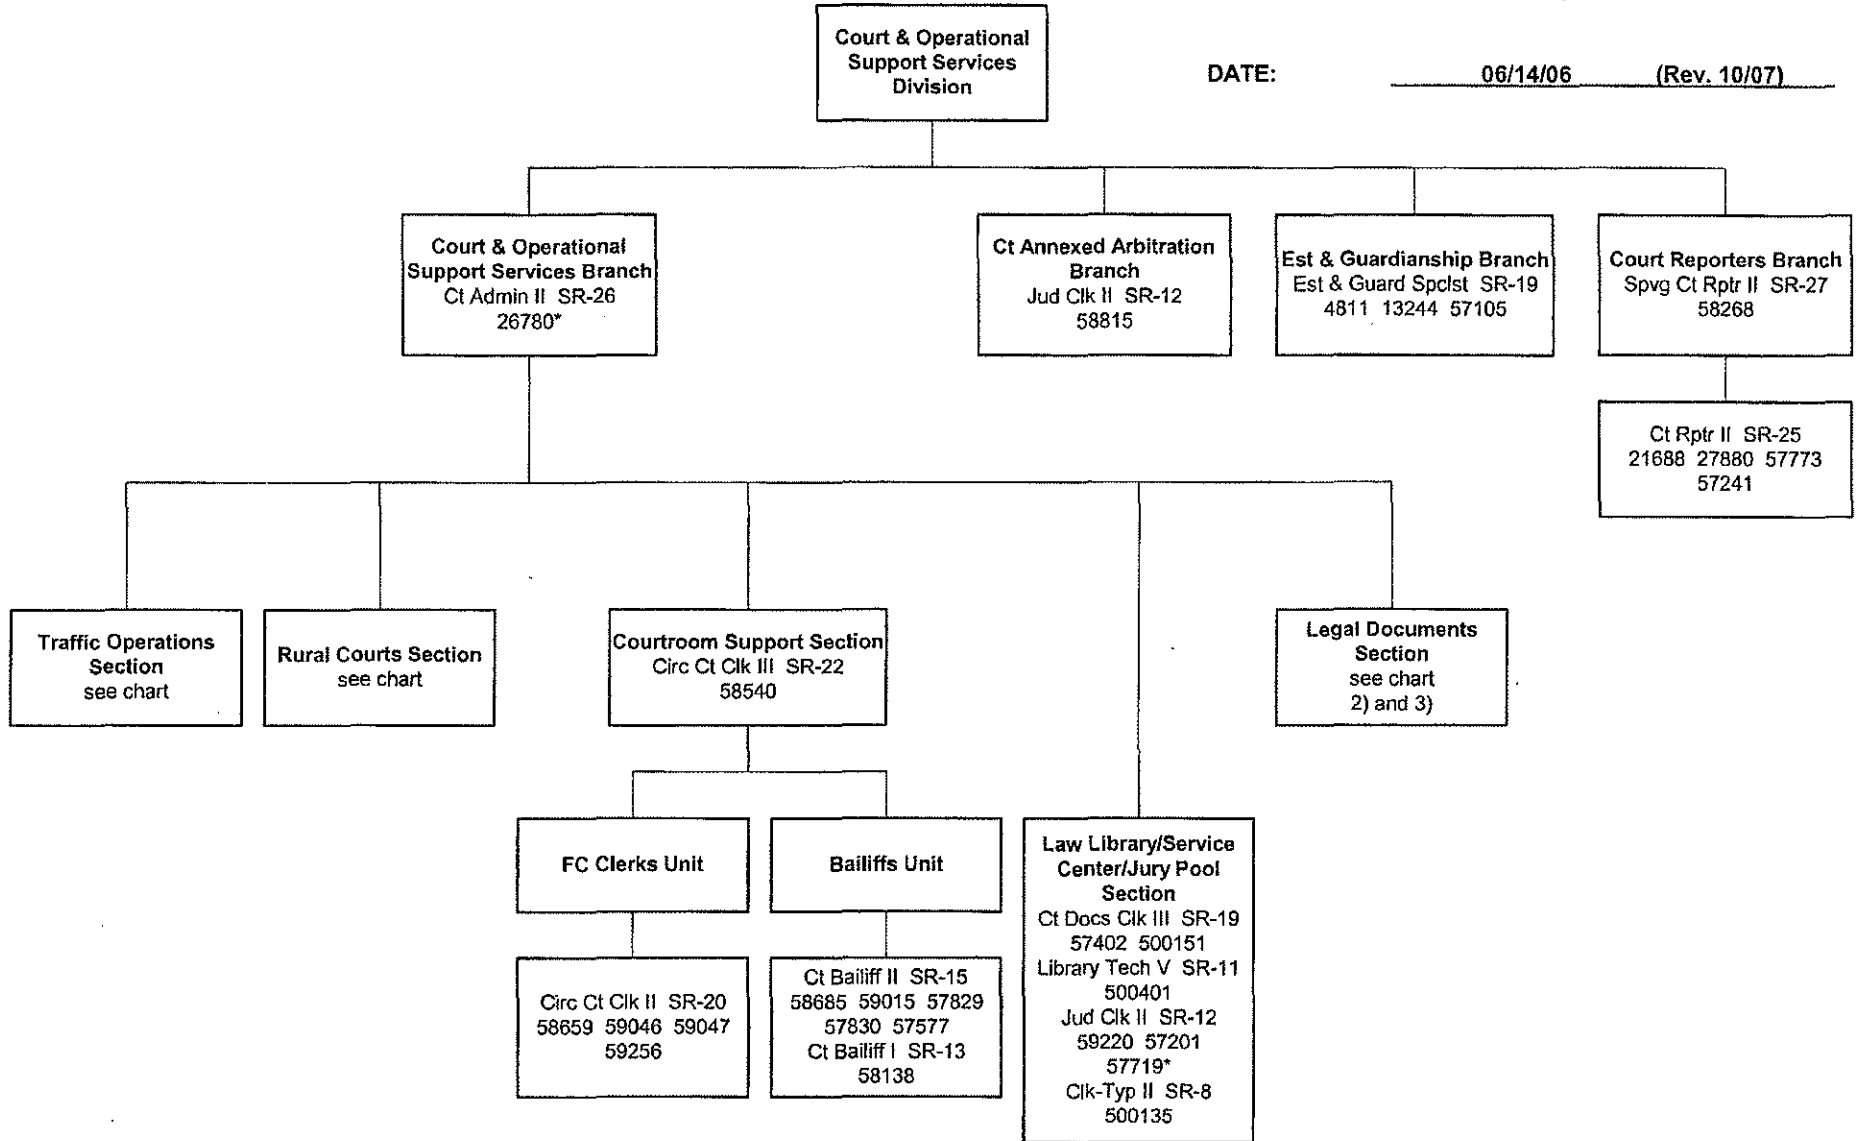 Court & Operational
Support Services
Division
DATE: 06/14/06 (Rev. 10/07)
Court & Operational
Support Services Branch
Ct Admin II SR-26
26780*
Ct Annexed Arbitration
Branch
Jud Clk II SR-12
58815
Est & Guardianship Branch
Est & Guard Spclst SR-19
4811 13244 57105
Court Reporters Branch
Spvg Ct Rptr II SR-27
58268
Ct Rptr II SR-25
21688 27880 57773
57241
Traffic Operations
Section
see chart
Rural Courts Section
see chart
Courtroom Support Section
Circ Ct Clk III SR-22
58540
Legal Documents
Section
see chart
2) and 3)
FC Clerks Unit
Bailiffs Unit
Law Library/Service
Center/Jury Pool
Section
Ct Docs Clk III SR-19
57402 500151
Library Tech V SR-11
500401
Jud Clk II SR-12
59220 57201
57719*
Clk-Typ II SR-8
500135
Circ Ct Clk II SR-20
58659 59046 59047
59256
Ct Bailiff II SR-15
58685 59015 57829
57830 57577
Ct Bailiff I SR-13
58138